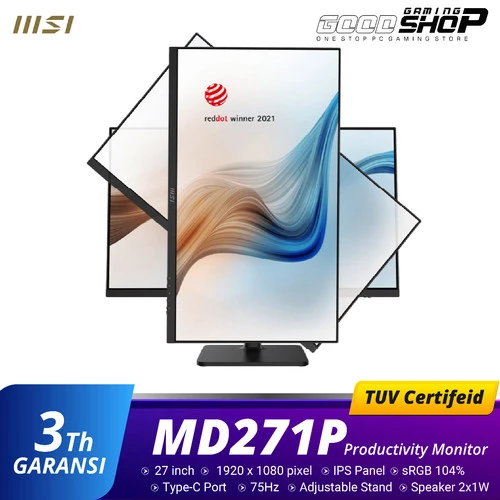 msi
GAMING
GOOD SHOP
ONE STOP PC GAMING STORE
reddot winner 2021
msi
TUV Certifeid
3Th
GARANSI
MD271P Productivity Monitor
27 inch 1920 x 1080 pixel IPS Panel sRGB 104%
Type-C Port 75Hz Adjustable Stand Speaker 2x1W